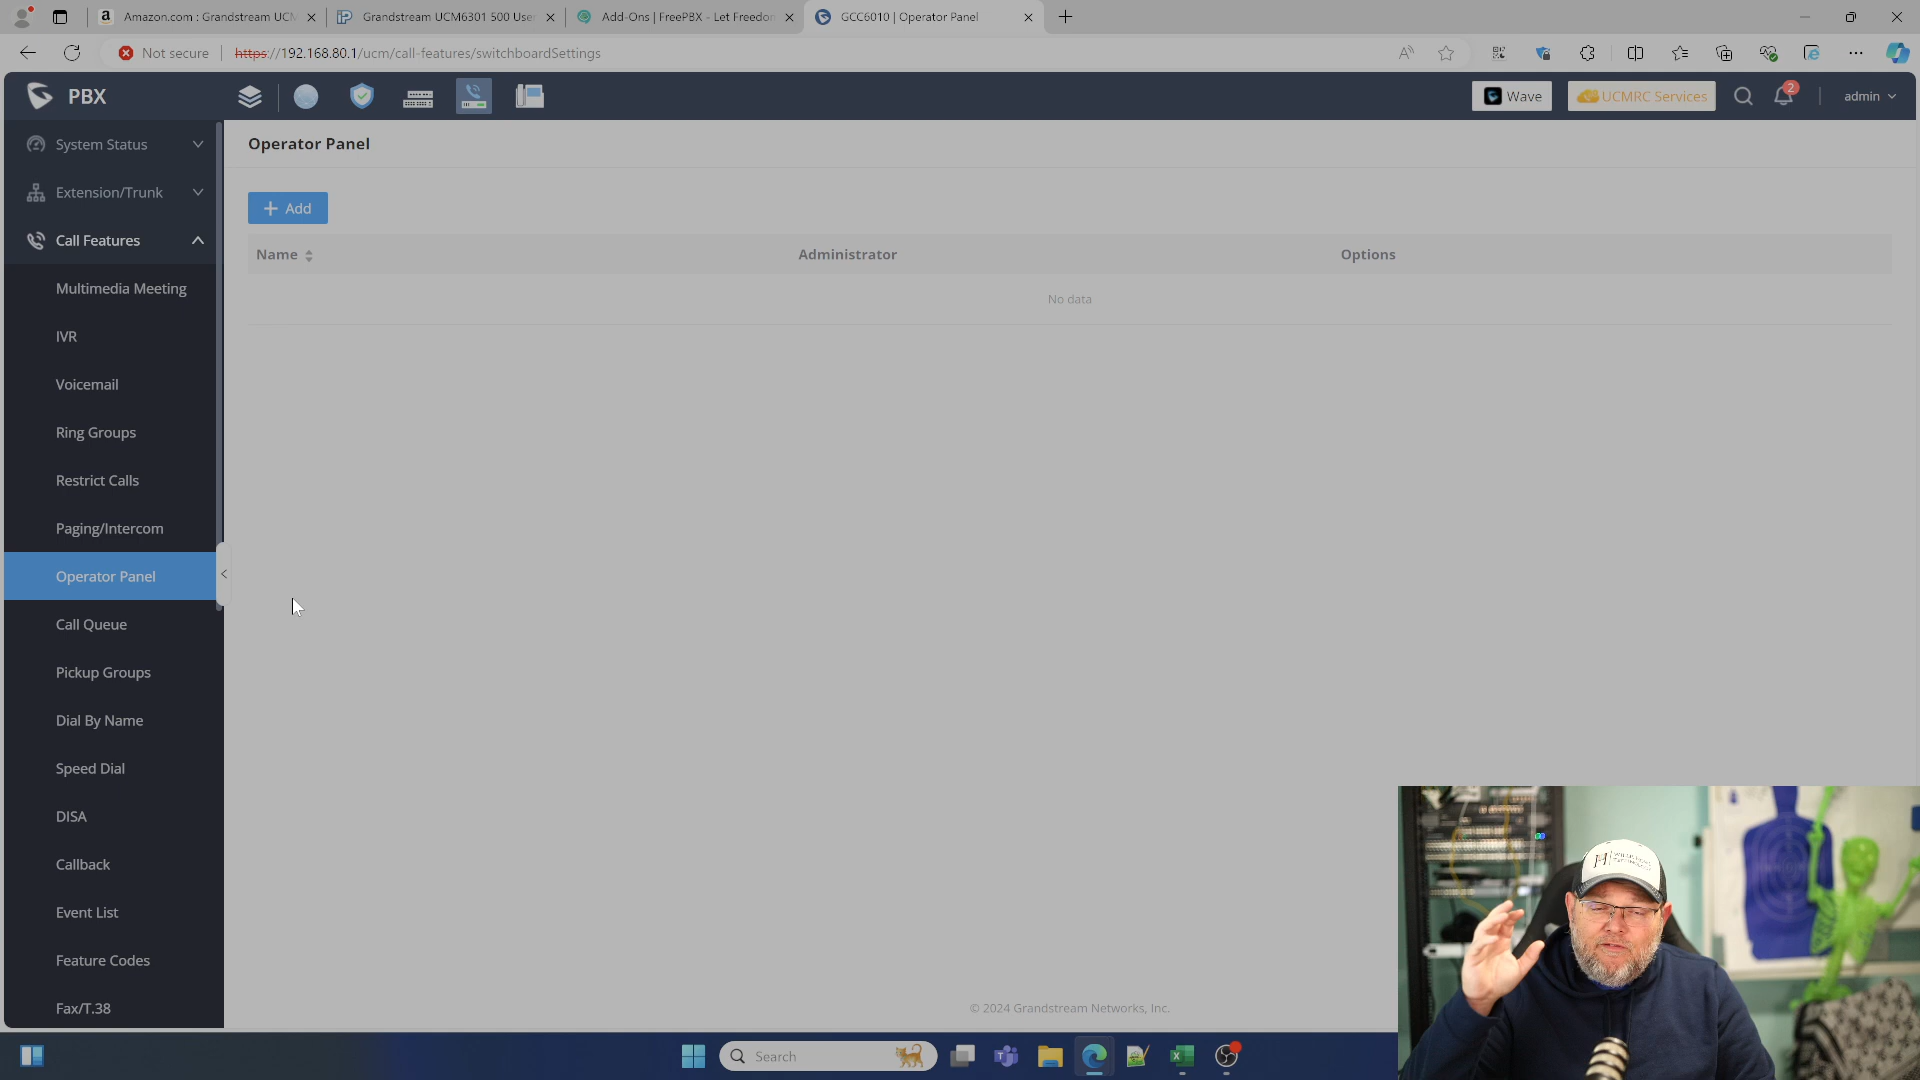 Amazon.com : Grandstream UCM
Grandstream UCM6301 500 User
Add-Ons | FreePBX - Let Freedom
GCC6010 | Operator Panel
Not secure
https://192.168.80.1/ucm/call-features/switchboardSettings
PBX
Wave
UCMRC Services
2
admin
System Status
Extension/Trunk
Call Features
Multimedia Meeting
IVR
Voicemail
Ring Groups
Restrict Calls
Paging/Intercom
Operator Panel
Call Queue
Pickup Groups
Dial By Name
Speed Dial
DISA
Callback
Event List
Feature Codes
Fax/T.38
Operator Panel
+ Add
Name
Administrator
Options
No data
© 2024 Grandstream Networks, Inc.
Search